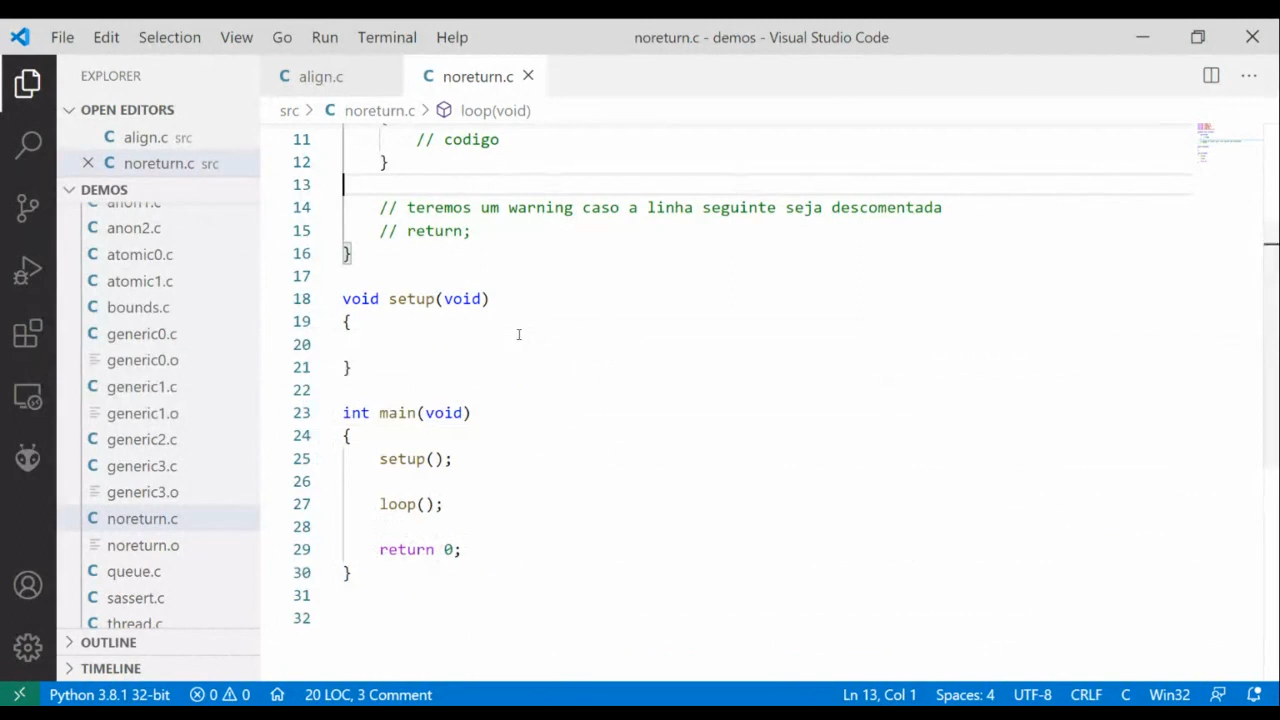 File Edit Selection View Go Run Terminal Help noreturn.c - demos - Visual Studio Code
EXPLORER
OPEN EDITORS
align.c src
noreturn.c src
DEMOS
anon1.c
anon2.c
atomic0.c
atomic1.c
bounds.c
generic0.c
generic0.o
generic1.c
generic1.o
generic2.c
generic3.c
generic3.o
noreturn.c
noreturn.o
queue.c
sassert.c
thread.c
OUTLINE
TIMELINE
align.c noreturn.c
src > noreturn.c > loop(void)
11 // codigo
12 }
13
14 // teremos um warning caso a linha seguinte seja descomentada
15 // return;
16 }
17
18 void setup(void)
19 {
20
21 }
22
23 int main(void)
24 {
25 setup();
26
27 loop();
28
29 return 0;
30 }
31
32
Python 3.8.1 32-bit 0 0 20 LOC, 3 Comment Ln 13, Col 1 Spaces: 4 UTF-8 CRLF C Win32